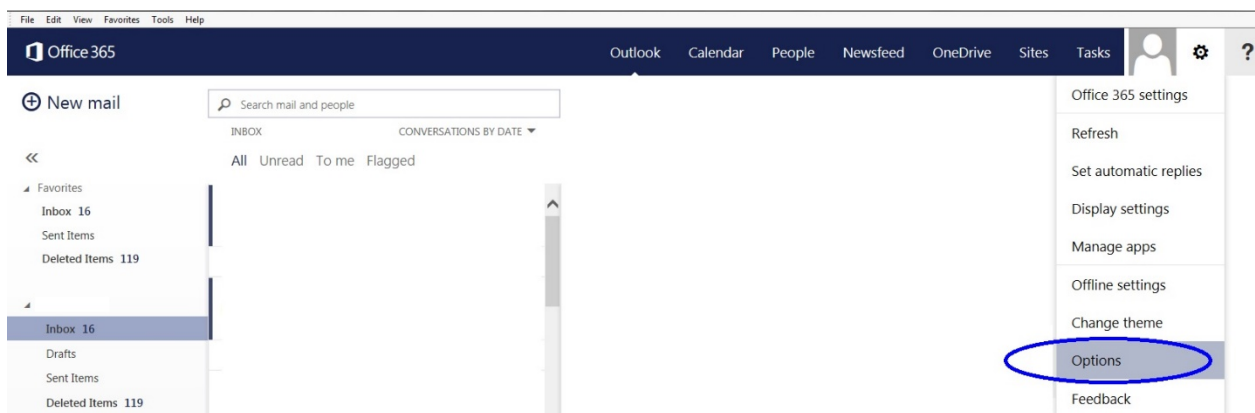 File Edit View Favorites Tools Help
Office 365 Outlook Calendar People Newsfeed OneDrive Sites Tasks ?
New mail
Search mail and people
INBOX CONVERSATIONS BY DATE
All Unread To me Flagged
Favorites
Inbox 16
Sent Items
Deleted Items 119
Inbox 16
Drafts
Sent Items
Deleted Items 119
Office 365 settings
Refresh
Set automatic replies
Display settings
Manage apps
Offline settings
Change theme
Options
Feedback